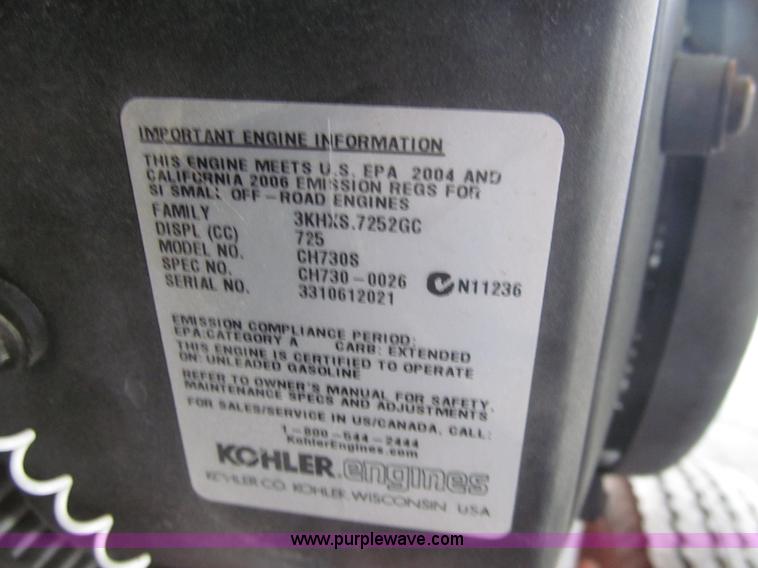 IMPORTANT ENGINE INFORMATION
THIS ENGINE MEETS U.S. EPA 2004 AND
CALIFORNIA 2006 EMISSION REGS FOR
SI SMALL OFF-ROAD ENGINES
FAMILY 3KHXS.7252GC
DISPL (CC) 725
MODEL NO. CH730S
SPEC NO. CH730-0026 N11236
SERIAL NO. 3310612021
EMISSION COMPLIANCE PERIOD:
EPA:CATEGORY A CARB: EXTENDED
THIS ENGINE IS CERTIFIED TO OPERATE
ON: UNLEADED GASOLINE
REFER TO OWNER'S MANUAL FOR SAFETY,
MAINTENANCE SPECS AND ADJUSTMENTS
FOR SALES/SERVICE IN US/CANADA, CALL:
1-800-544-2444
KohlerEngines.com
KOHLER engines
KOHLER CO. KOHLER, WISCONSIN USA
www.purplewave.com